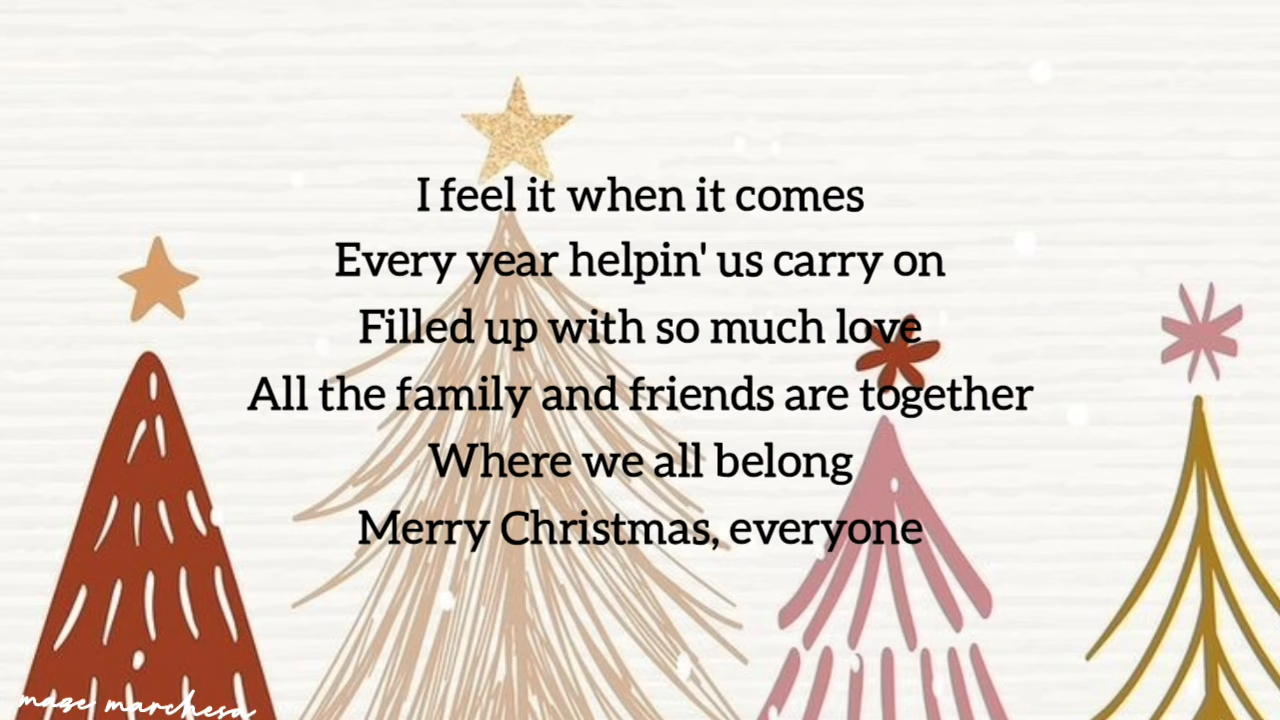 I feel it when it comes
Every year helpin' us carry on
Filled up with so much love
All the family and friends are together
Where we all belong
Merry Christmas, everyone
mage marchesa